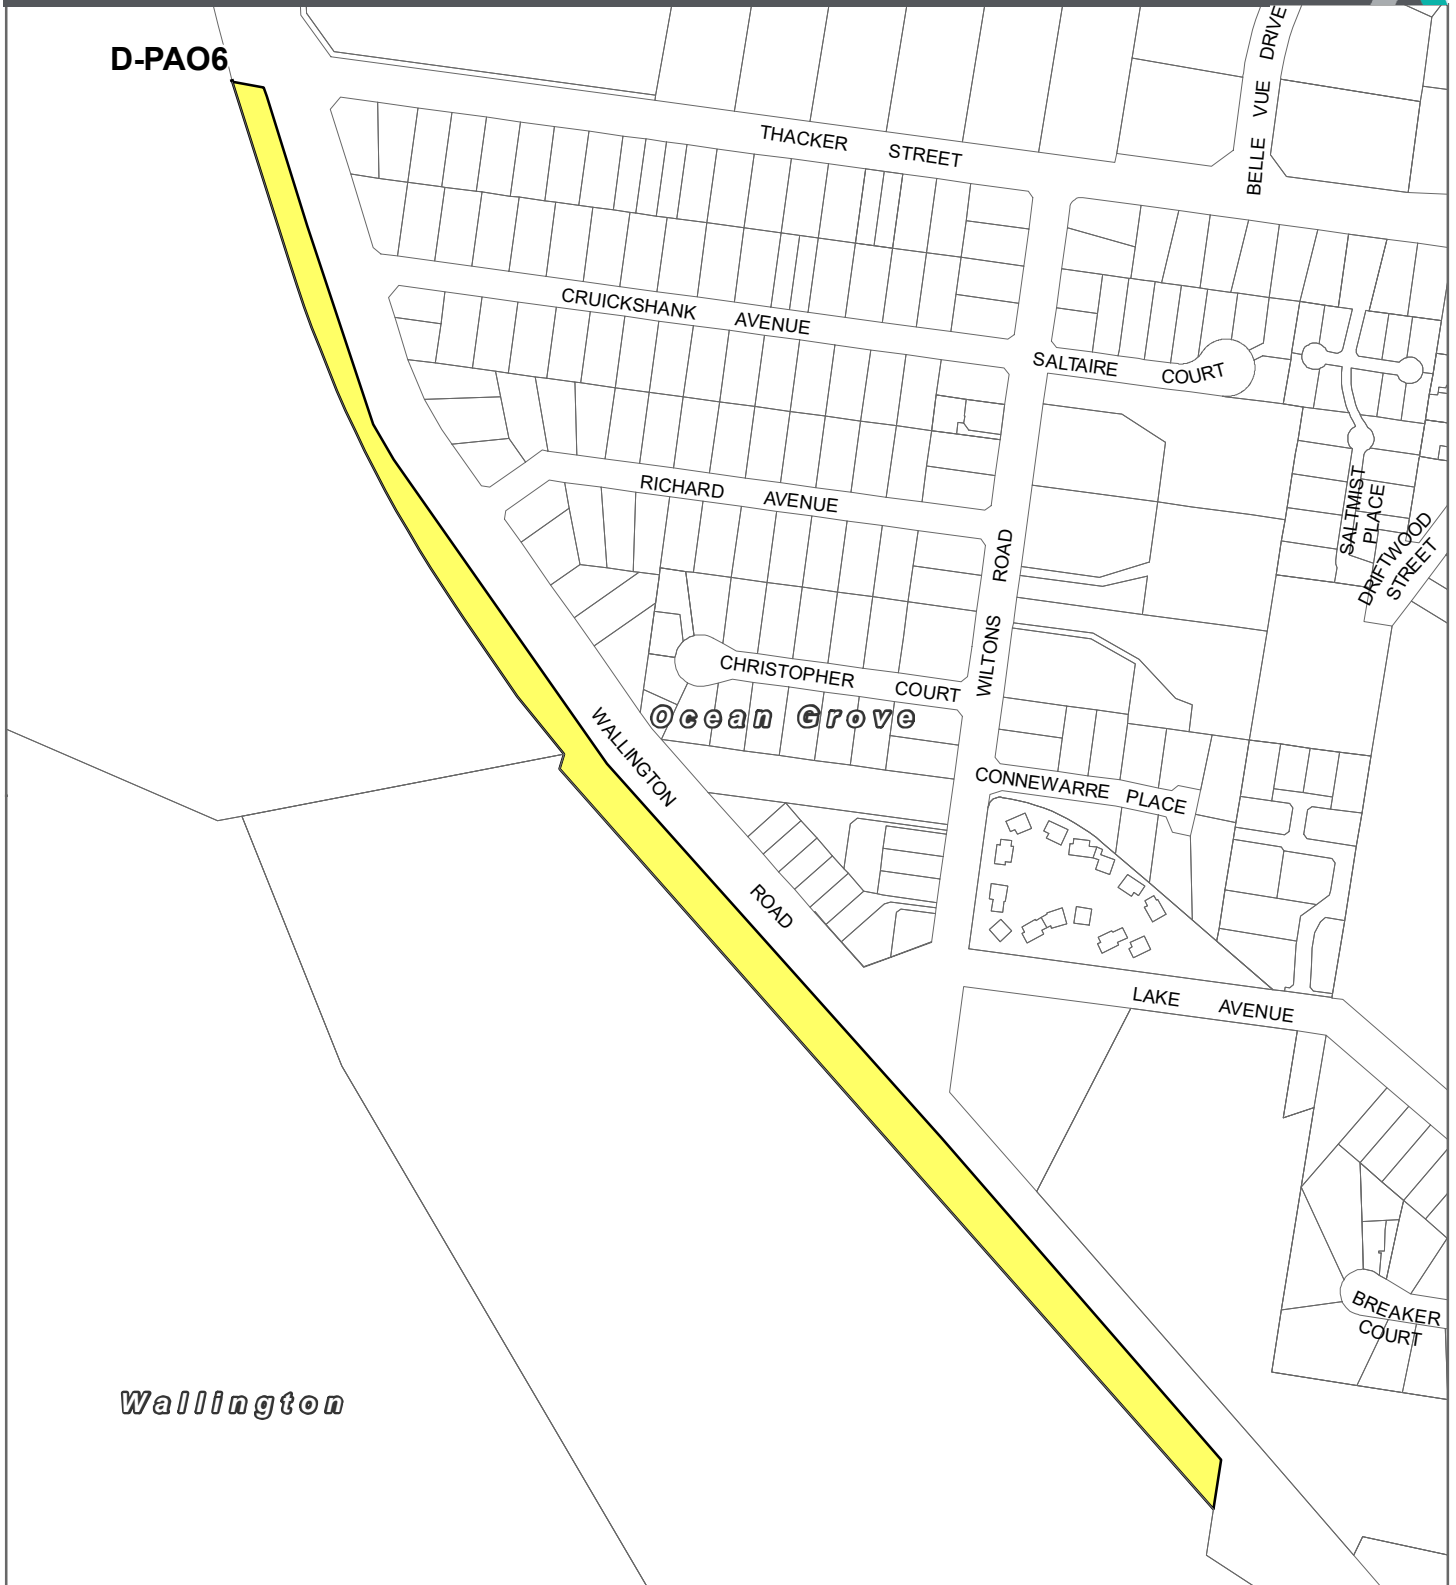 D-PAO6
BELLE VUE DRIVE
THACKER STREET
CRUICKSHANK AVENUE
SALTAIRE COURT
RICHARD AVENUE
SALTMIST
PLACE
DRIFTWOOD
STREET
WILTONS ROAD
CHRISTOPHER COURT
Ocean Grove
WALLINGTON ROAD
CONNEWARRE PLACE
LAKE AVENUE
BREAKER
COURT
Wallington